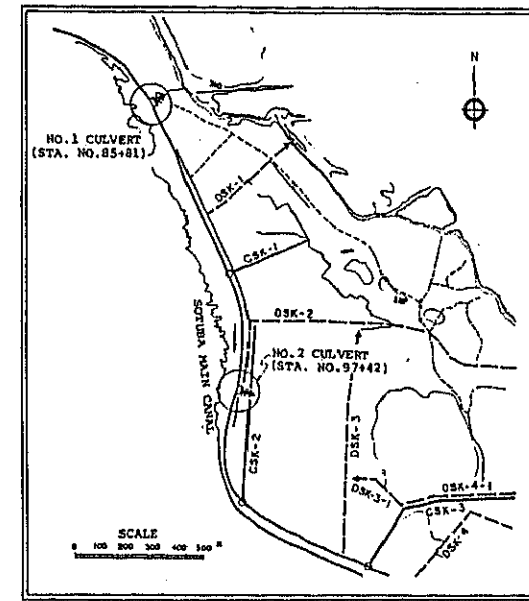 N
NO.1 CULVERT
(STA. NO.85+81)
DSK-1
CSK-1
DSK-2
SOTUBA MAIN CANAL
NO.2 CULVERT
(STA. NO.97+42)
CSK-2
DSK-3
DSK-3-1
DSK-4-1
CSK-3
DSK-4
SCALE
0 100 200 300 400 500 m